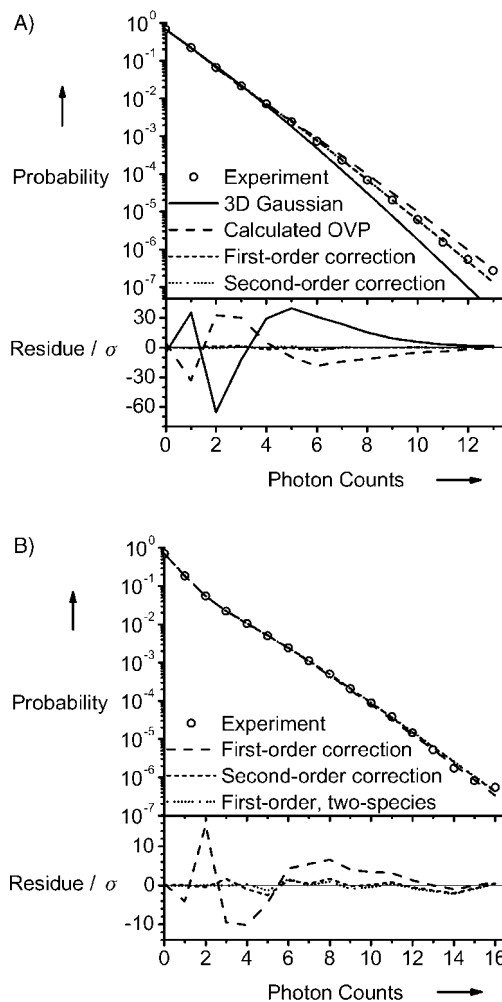 A)
10^0
10^-1
10^-2
10^-3
10^-4
10^-5
10^-6
10^-7
Probability
Experiment
3D Gaussian
Calculated OVP
First-order correction
Second-order correction
30
0
-30
-60
Residue / σ
0 2 4 6 8 10 12
Photon Counts
B)
10^0
10^-1
10^-2
10^-3
10^-4
10^-5
10^-6
10^-7
Probability
Experiment
First-order correction
Second-order correction
First-order, two-species
10
0
-10
Residue / σ
0 2 4 6 8 10 12 14 16
Photon Counts